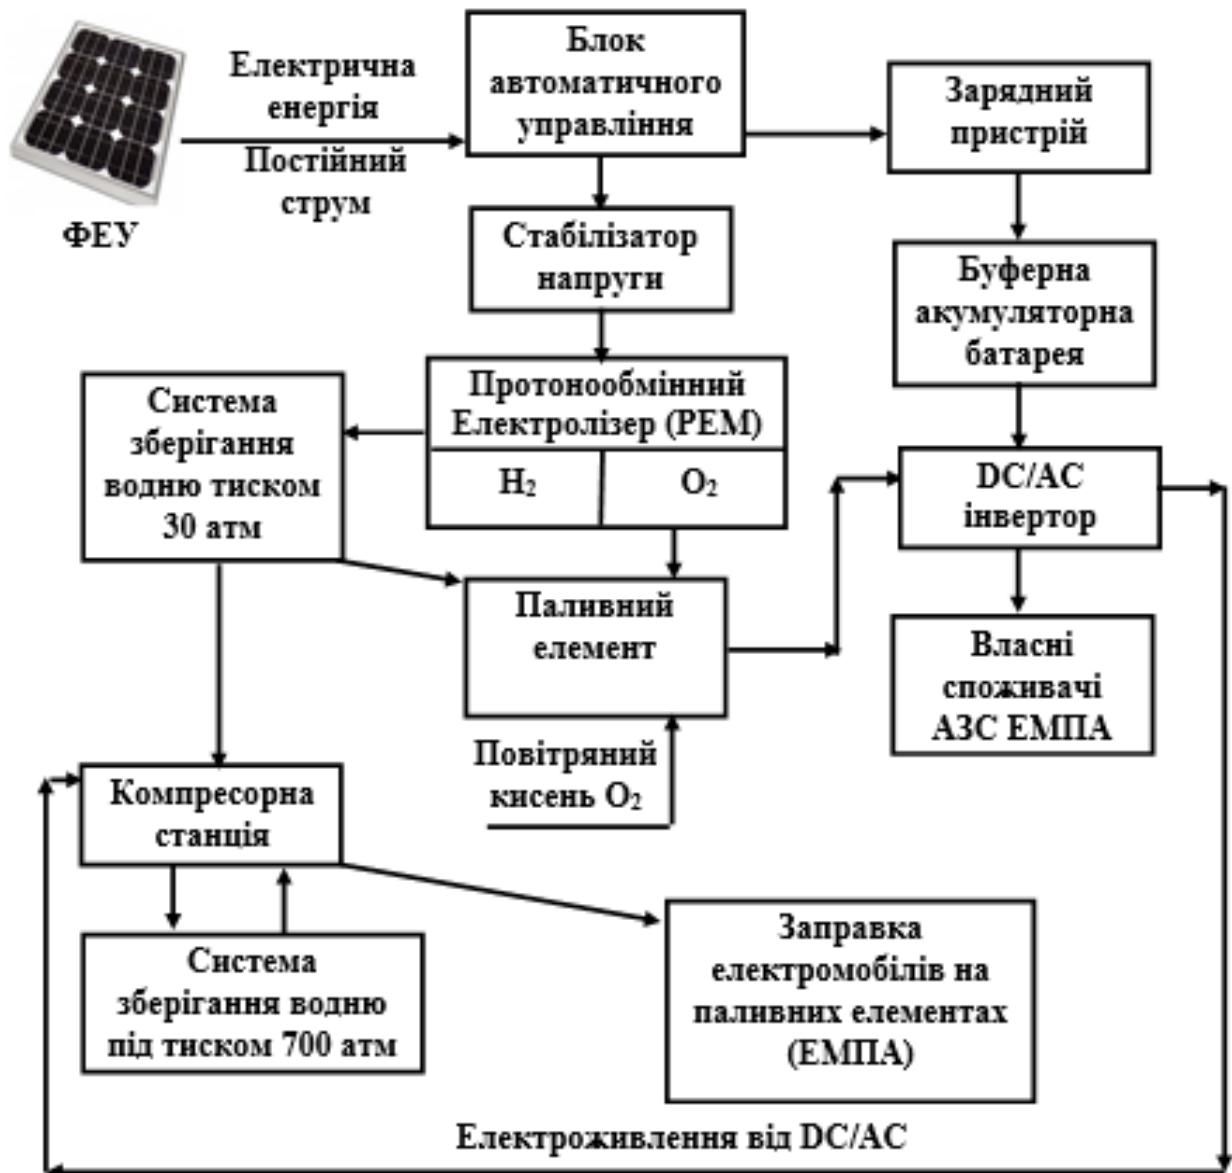 Електрична
енергія
Постійний
струм
ФЕУ
Блок
автоматичного
управління
Зарядний
пристрій
Стабілізатор
напруги
Буферна
акумуляторна
батарея
Протонообмінний
Електролізер (PEM)
H₂
O₂
Система
зберігання
водню тиском
30 атм
DC/AC
інвертор
Паливний
елемент
Власні
споживачі
АЗС ЕМПА
Повітряний
кисень O₂
Компресорна
станція
Система
зберігання водню
під тиском 700 атм
Заправка
електромобілів на
паливних елементах
(ЕМПА)
Електроживлення від DC/AC